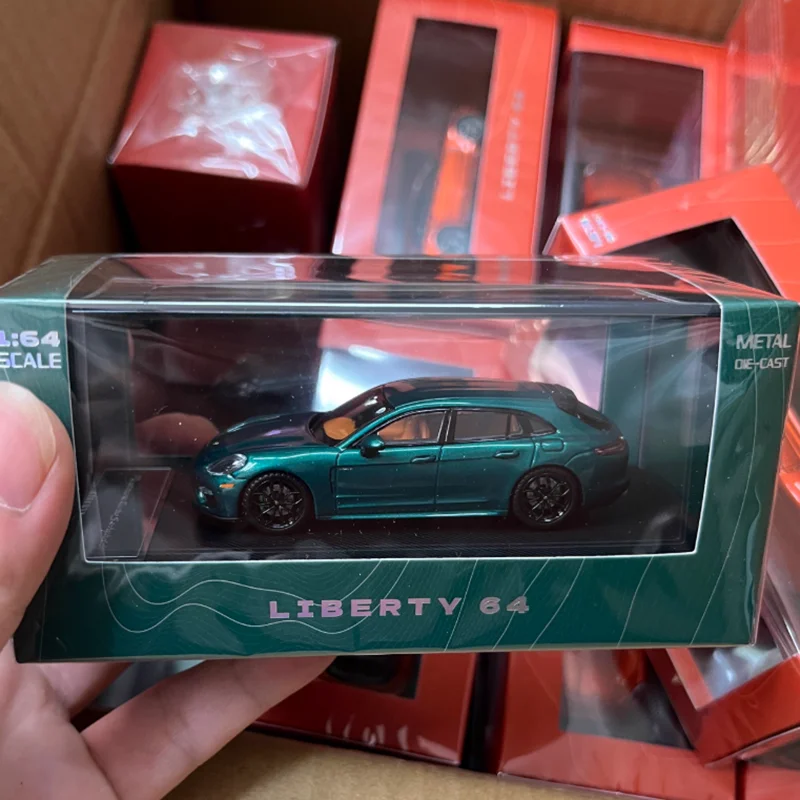 LIBERTY 64
1:64
SCALE
METAL
DIE-CAST
LIBERTY 64